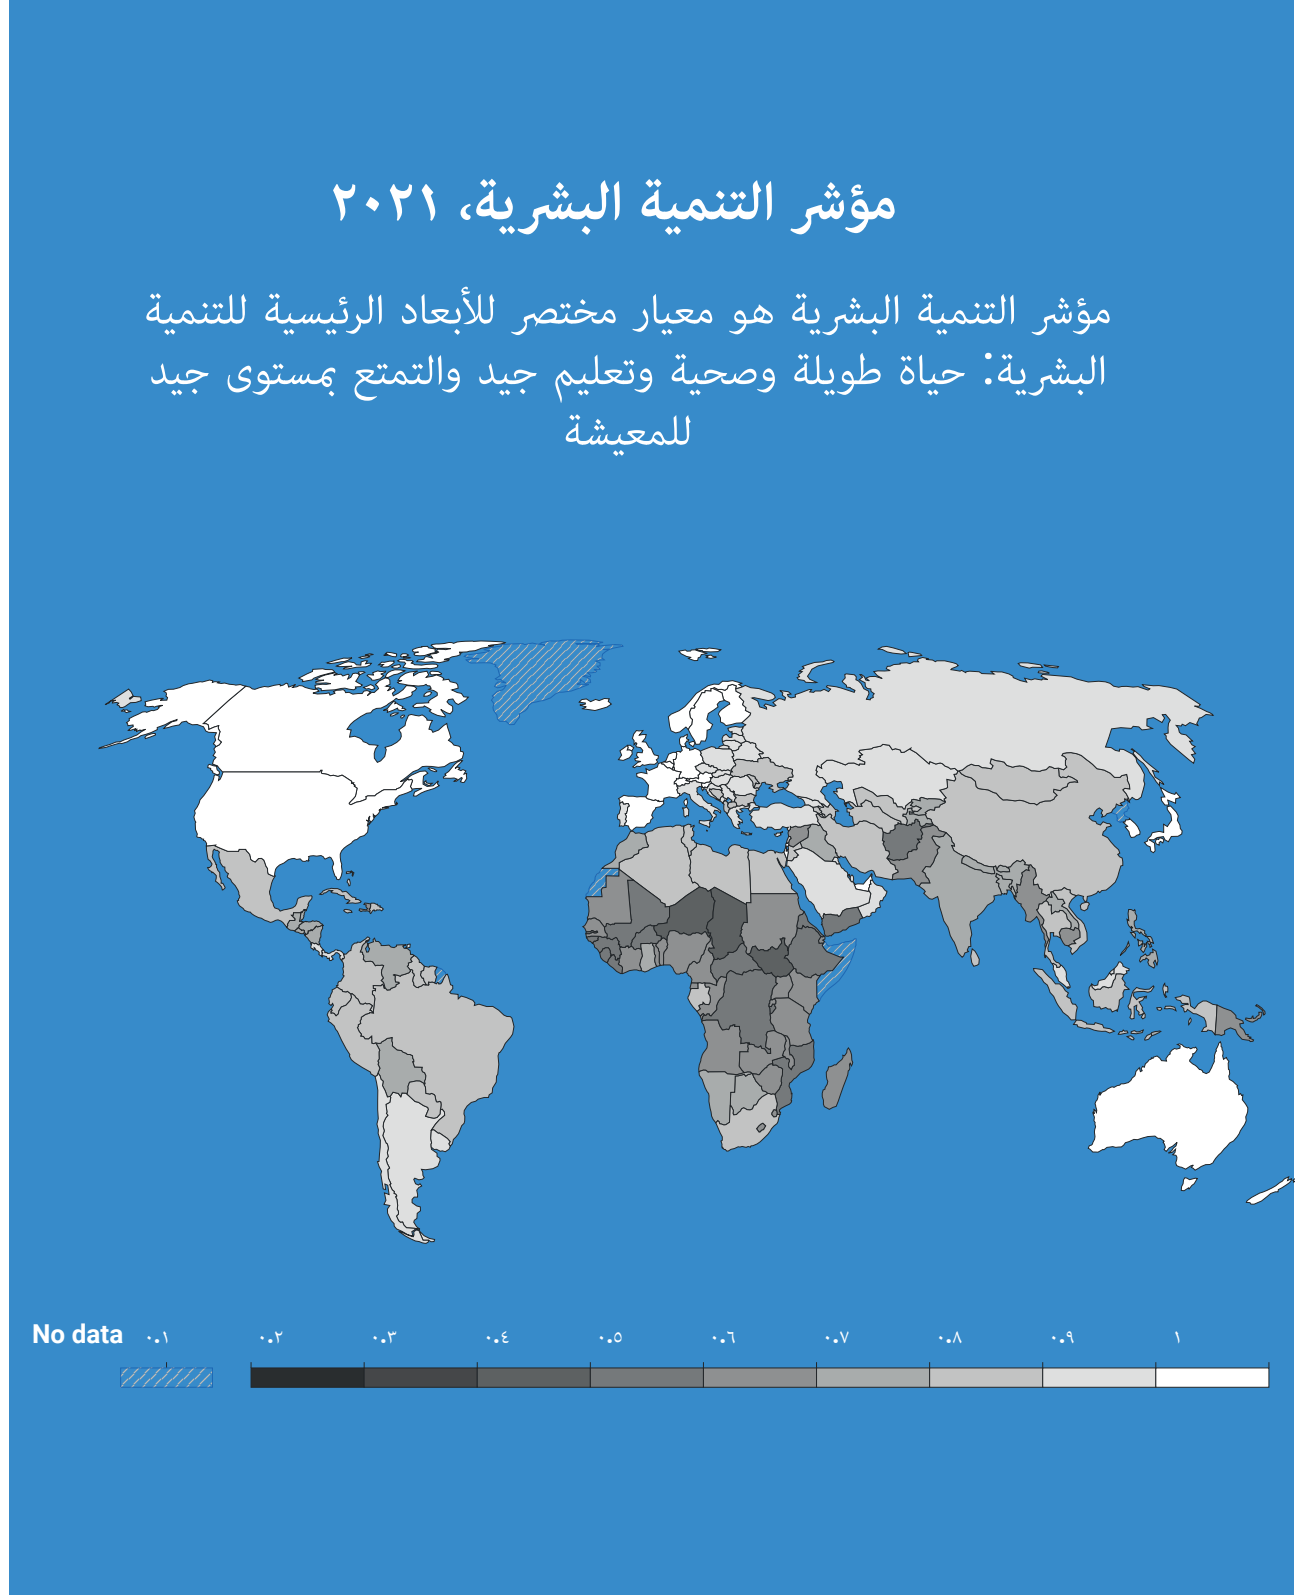 مؤشر التنمية البشرية، ٢٠٢١
مؤشر التنمية البشرية هو معيار مختصر للأبعاد الرئيسية للتنمية
البشرية: حياة طويلة وصحية وتعليم جيد والتمتع بمستوى جيد
للمعيشة
No data ٠.١ ٠.٢ ٠.٣ ٠.٤ ٠.٥ ٠.٦ ٠.٧ ٠.٨ ٠.٩ ١